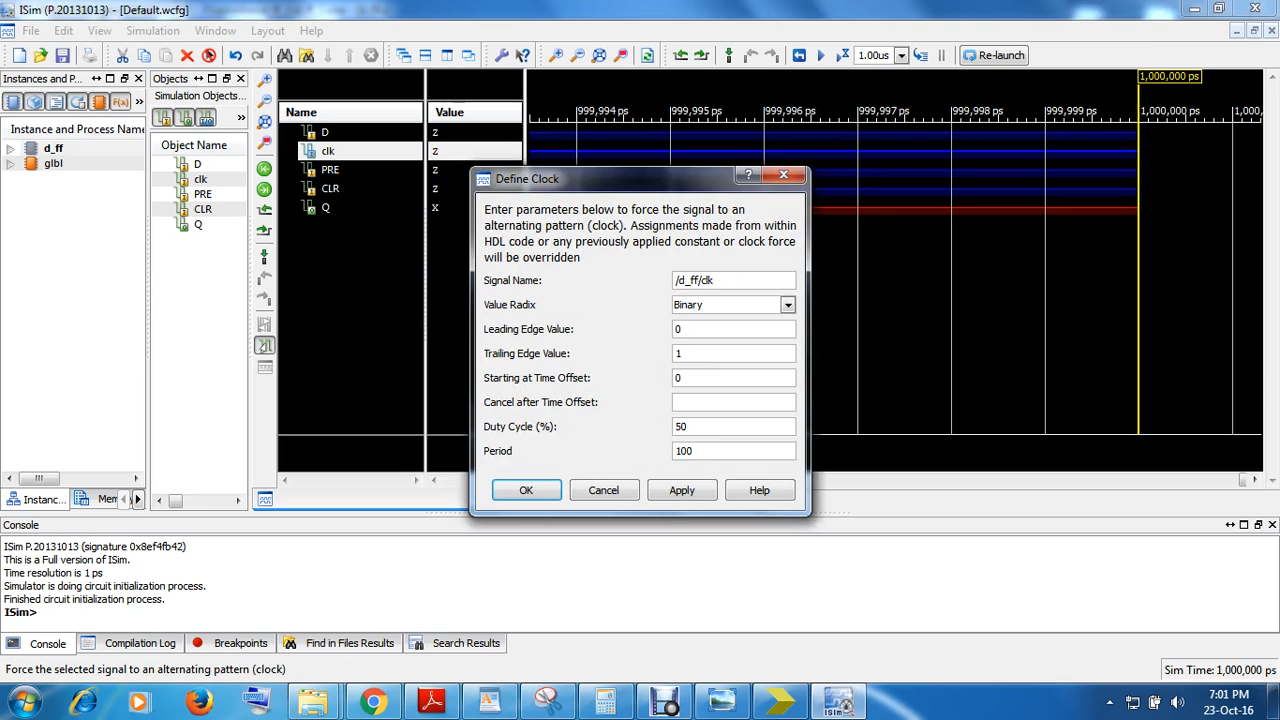 ISim (P.20131013) - [Default.wcfg]
File Edit View Simulation Window Layout Help
1.00us Re-launch
Instances and P...
Instance and Process Name
d_ff
glbl
Instanc
Mem
Objects
Simulation Objects...
Object Name
D
clk
PRE
CLR
Q
Name Value
D z
clk z
PRE z
CLR z
Q x
1,000,000 ps
999,994 ps 999,995 ps 999,996 ps 999,997 ps 999,998 ps 999,999 ps 1,000,000 ps 1,000,
Define Clock
Enter parameters below to force the signal to an
alternating pattern (clock). Assignments made from within
HDL code or any previously applied constant or clock force
will be overridden
Signal Name: /d_ff/clk
Value Radix Binary
Leading Edge Value: 0
Trailing Edge Value: 1
Starting at Time Offset: 0
Cancel after Time Offset:
Duty Cycle (%): 50
Period 100
OK Cancel Apply Help
Console
ISim P.20131013 (signature 0x8ef4fb42)
This is a Full version of ISim.
Time resolution is 1 ps
Simulator is doing circuit initialization process.
Finished circuit initialization process.
ISim>
Console Compilation Log Breakpoints Find in Files Results Search Results
Force the selected signal to an alternating pattern (clock) Sim Time: 1,000,000 ps
7:01 PM
23-Oct-16